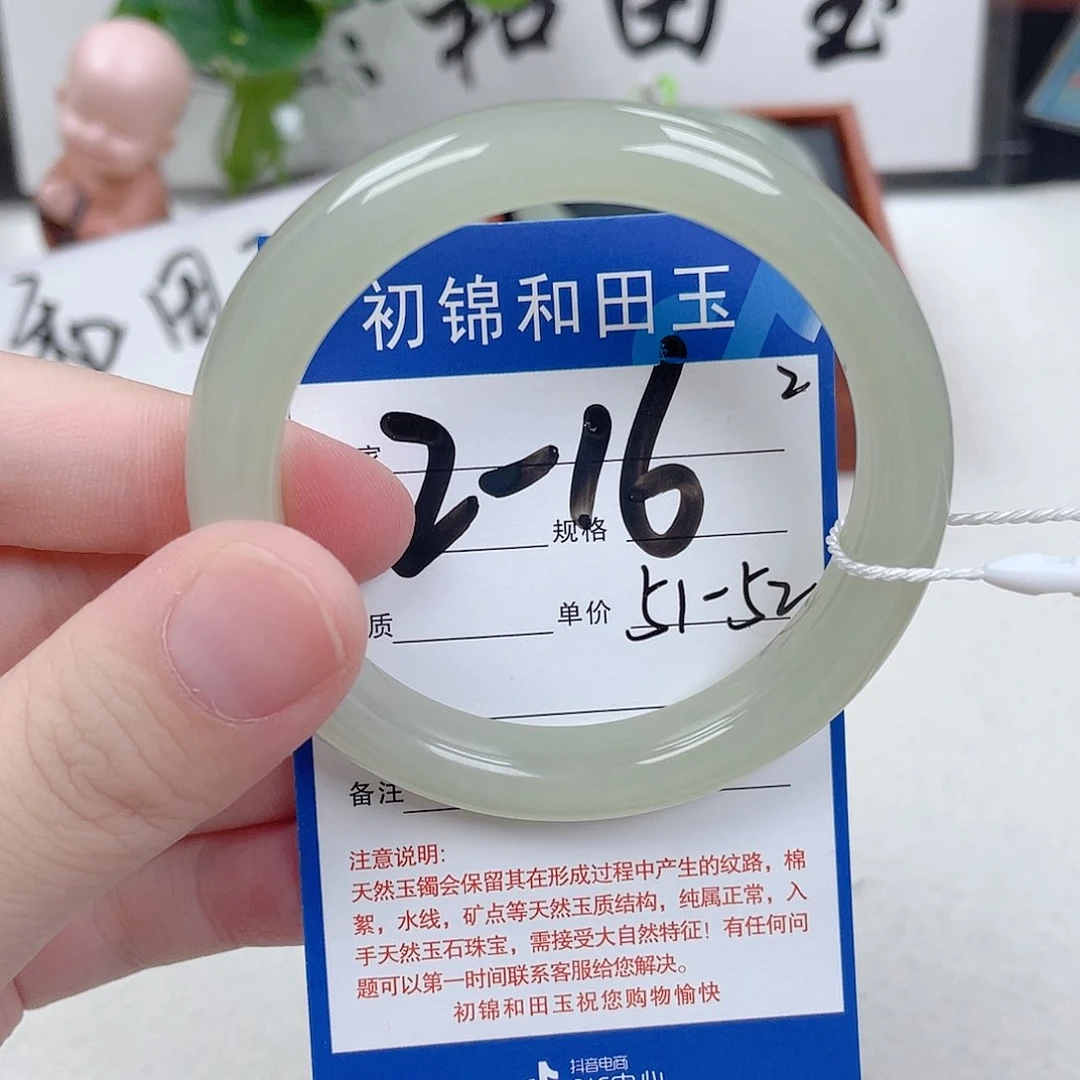 和田玉
和田
初锦和田玉
2
2-16
规格
质
单价 51-52
备注
注意说明:
天然玉镯会保留其在形成过程中产生的纹路，棉
絮，水线，矿点等天然玉质结构，纯属正常，入
手天然玉石珠宝，需接受大自然特征！有任何问
题可以第一时间联系客服给您解决。
初锦和田玉祝您购物愉快
抖音电商